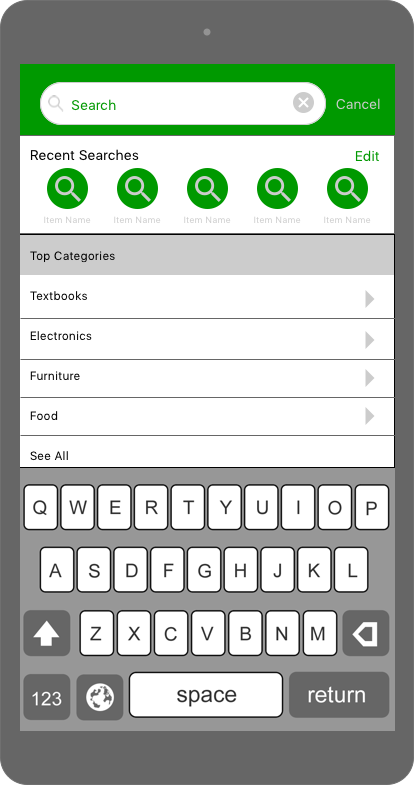 Search
Cancel
Recent Searches
Edit
Item Name Item Name Item Name Item Name Item Name
Top Categories
Textbooks
Electronics
Furniture
Food
See All
Q W E R T Y U I O P
A S D F G H J K L
Z X C V B N M
123 space return